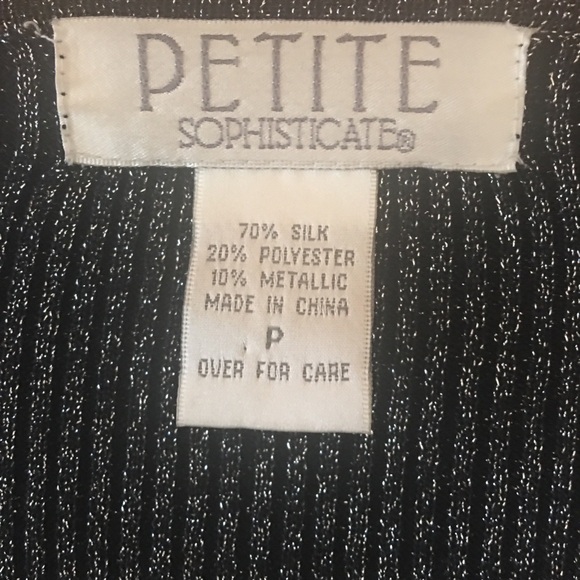 PETITE
SOPHISTICATE®
70% SILK
20% POLYESTER
10% METALLIC
MADE IN CHINA
P
OVER FOR CARE